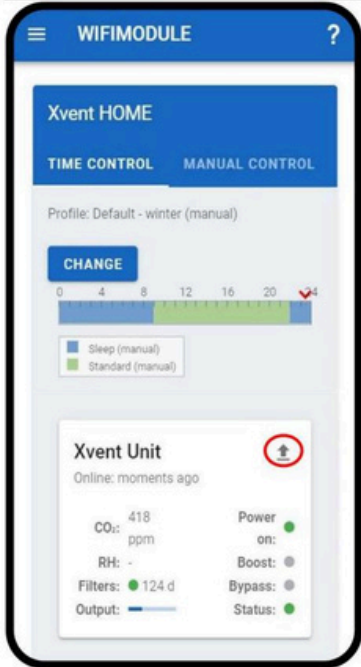 WIFIMODULE ?
Xvent HOME
TIME CONTROL MANUAL CONTROL
Profile: Default - winter (manual)
CHANGE
0 4 8 12 16 20 24
Sleep (manual)
Standard (manual)
Xvent Unit
Online: moments ago
CO₂: 418 ppm Power on:
RH: - Boost:
Filters: 124 d Bypass:
Output: Status: